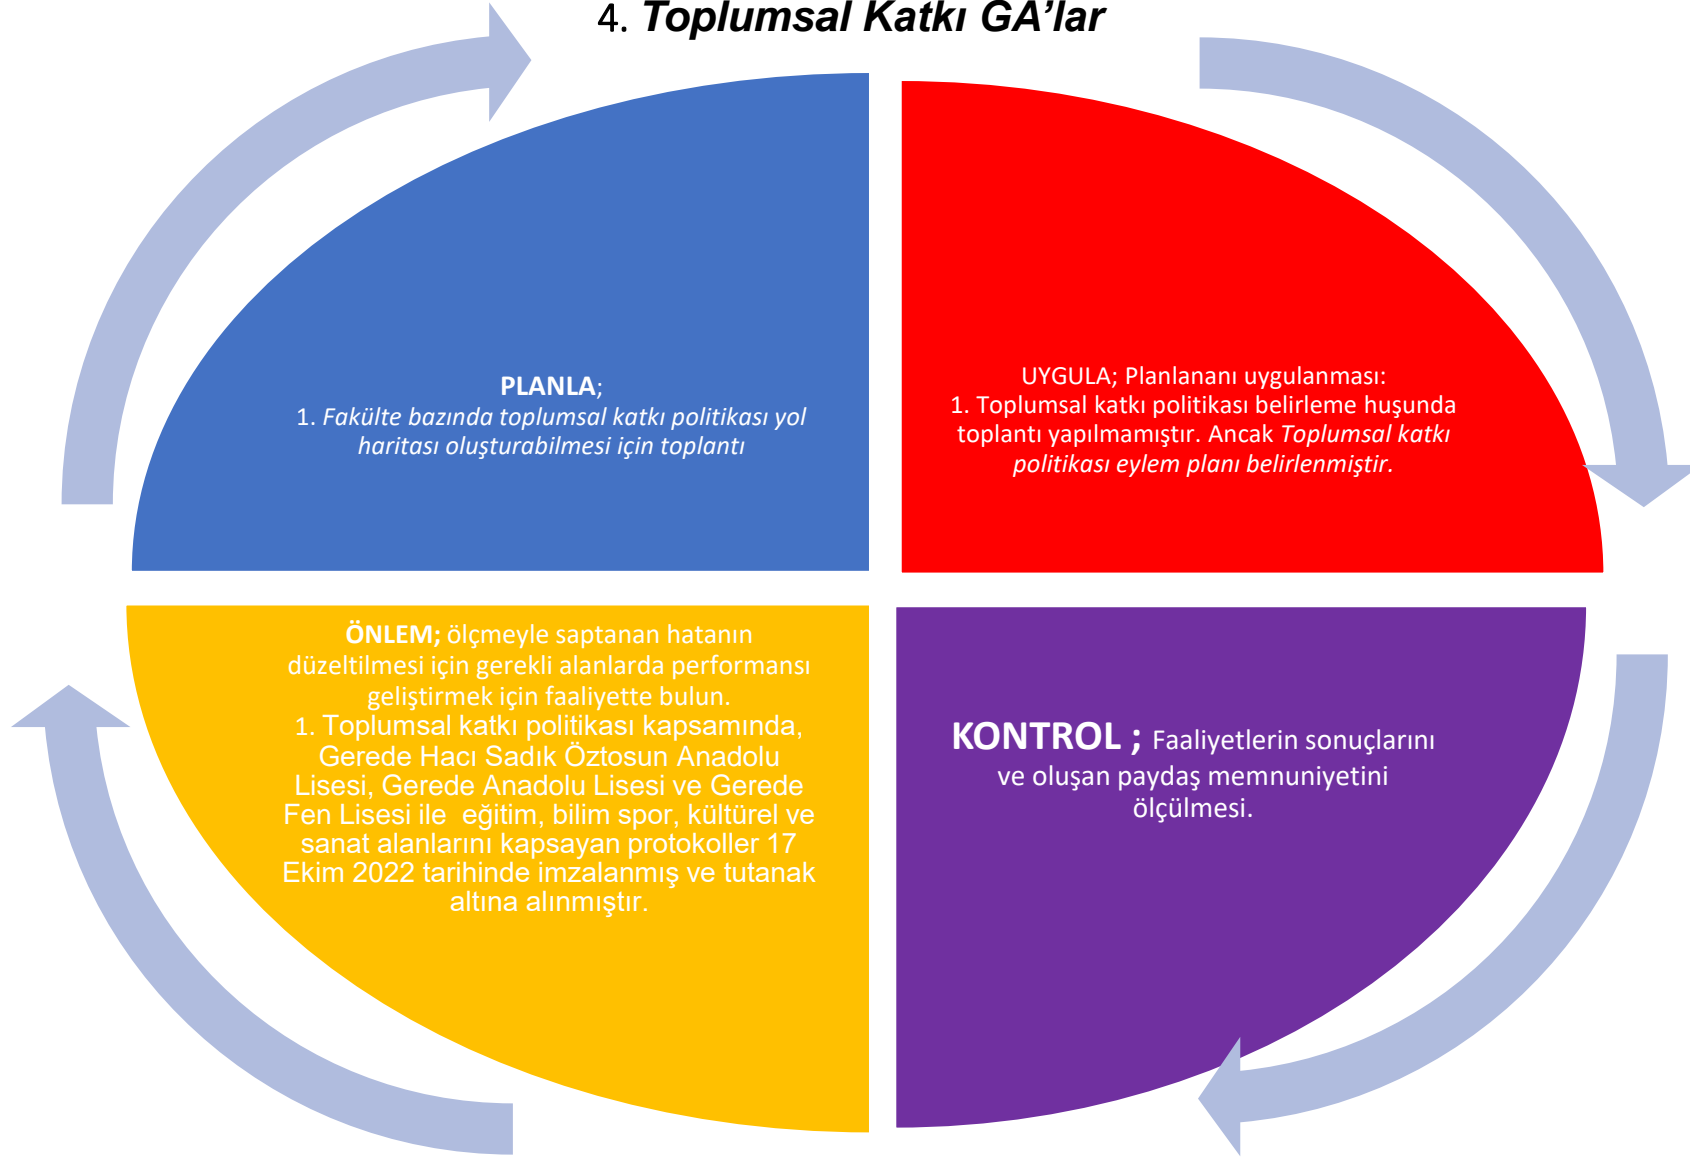 4. Toplumsal Katkı GA’lar
PLANLA;
1. Fakülte bazında toplumsal katkı politikası yol
haritası oluşturabilmesi için toplantı
UYGULA; Planlananı uygulanması:
1. Toplumsal katkı politikası belirleme huşunda
toplantı yapılmamıştır. Ancak Toplumsal katkı
politikası eylem planı belirlenmiştir.
ÖNLEM; ölçmeyle saptanan hatanın
düzeltilmesi için gerekli alanlarda performansı
geliştirmek için faaliyette bulun.
1. Toplumsal katkı politikası kapsamında,
Gerede Hacı Sadık Öztosun Anadolu
Lisesi, Gerede Anadolu Lisesi ve Gerede
Fen Lisesi ile  eğitim, bilim spor, kültürel ve
sanat alanlarını kapsayan protokoller 17
Ekim 2022 tarihinde imzalanmış ve tutanak
altına alınmıştır.
KONTROL ; Faaliyetlerin sonuçlarını
ve oluşan paydaş memnuniyetini
ölçülmesi.